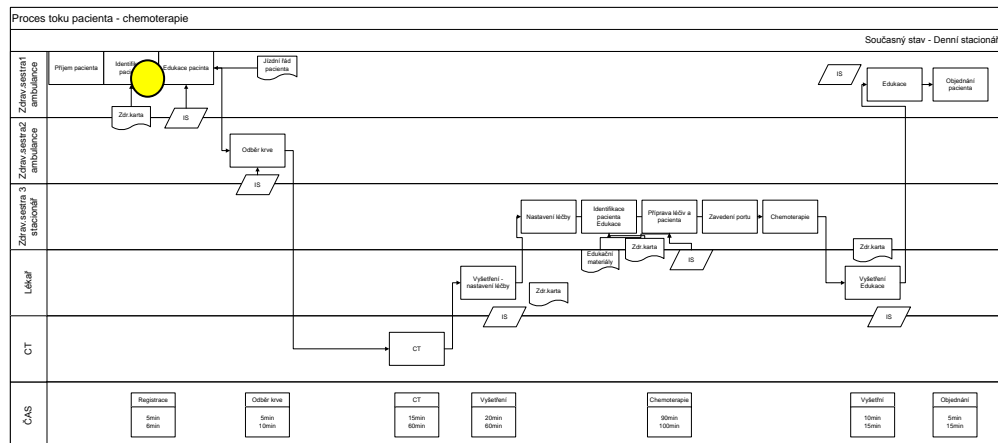 Proces toku pacienta - chemoterapie
Současný stav - Denní stacionář
Zdrav.sestra1
ambulance
Příjem pacienta
Identifikace
Edukace pacinta
Jízdní řád
pacienta
IS
Edukace
Objednání
pacienta
Zdr.karta
IS
Zdrav.sestra2
ambulance
Odběr krve
IS
Zdrav.sestra 3
stacionář
Nastavení léčby
Identifikace
pacienta
Edukace
Příprava léčiv a
pacienta
Zavedení portu
Chemoterapie
Edukační
materiály
Zdr.karta
IS
Zdr.karta
Lékař
Vyšetření -
nastavení léčby
Zdr.karta
IS
Vyšetření
Edukace
IS
CT
CT
ČAS
Registrace
5min
6min
Odběr krve
5min
10min
CT
15min
60min
Vyšetření
20min
60min
Chemoterapie
90min
100min
Vyšetřní
10min
15min
Objednání
5min
15min